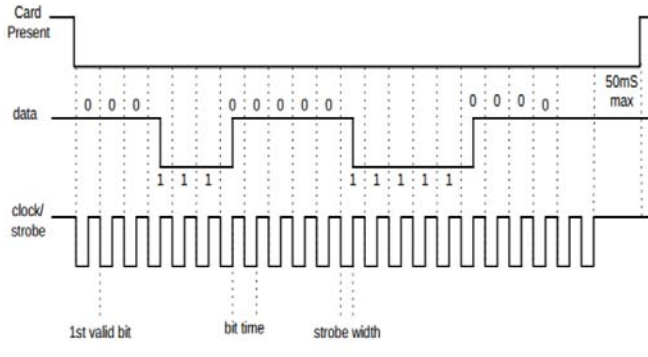 Card
Present
50mS
max
data
0 0 0 0 0 0 0 0 0 0 0 0
1 1 1 1 1 1 1 1
clock/
strobe
1st valid bit bit time strobe width